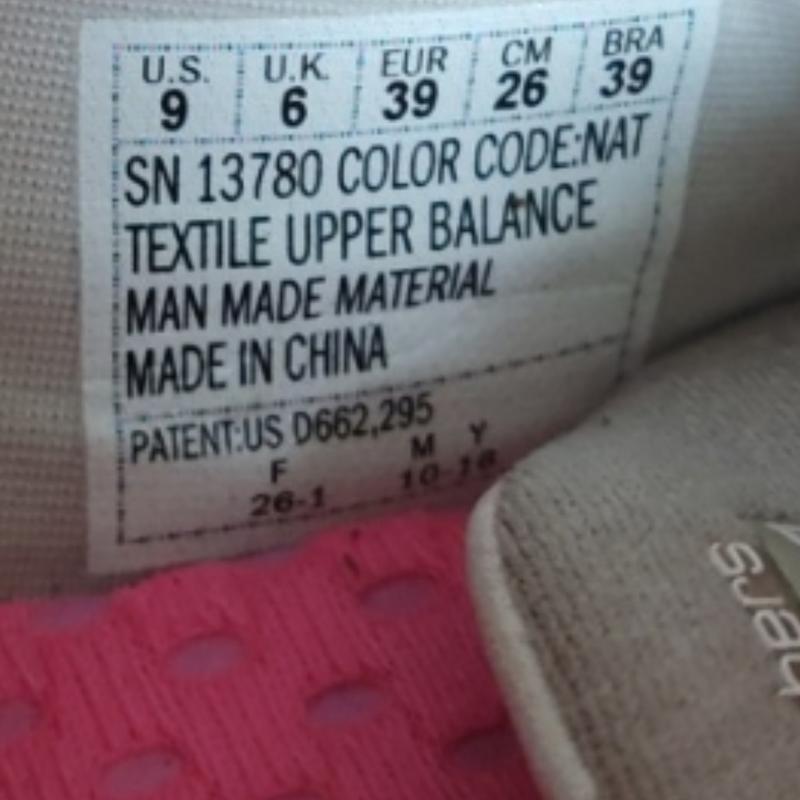 U.S. U.K. EUR CM BRA
9 6 39 26 39
SN 13780 COLOR CODE:NAT
TEXTILE UPPER BALANCE
MAN MADE MATERIAL
MADE IN CHINA
PATENT:US D662,295
F M Y
26-1 10-18